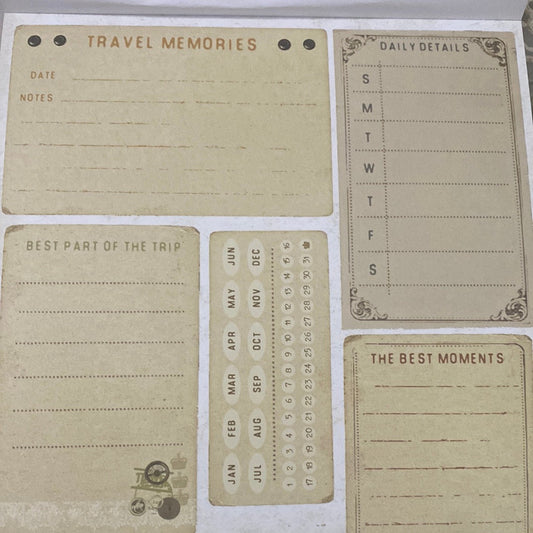 TRAVEL MEMORIES
DATE
NOTES
DAILY DETAILS
S
M
T
W
T
F
S
BEST PART OF THE TRIP
JAN FEB MAR APR MAY JUN
JUL AUG SEP OCT NOV DEC
1 2 3 4 5 6 7 8 9 10 11 12 13 14 15 16
17 18 19 20 21 22 23 24 25 26 27 28 29 30 31
THE BEST MOMENTS